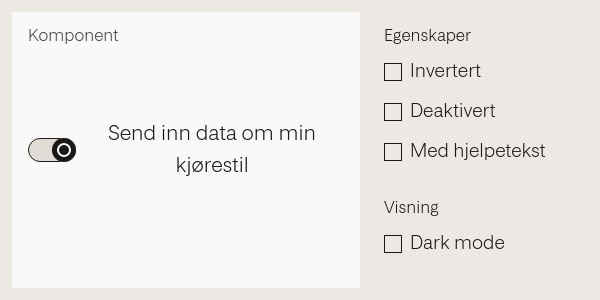 Komponent
Send inn data om min
kjørestil
Egenskaper
Invertert
Deaktivert
Med hjelpetekst
Visning
Dark mode